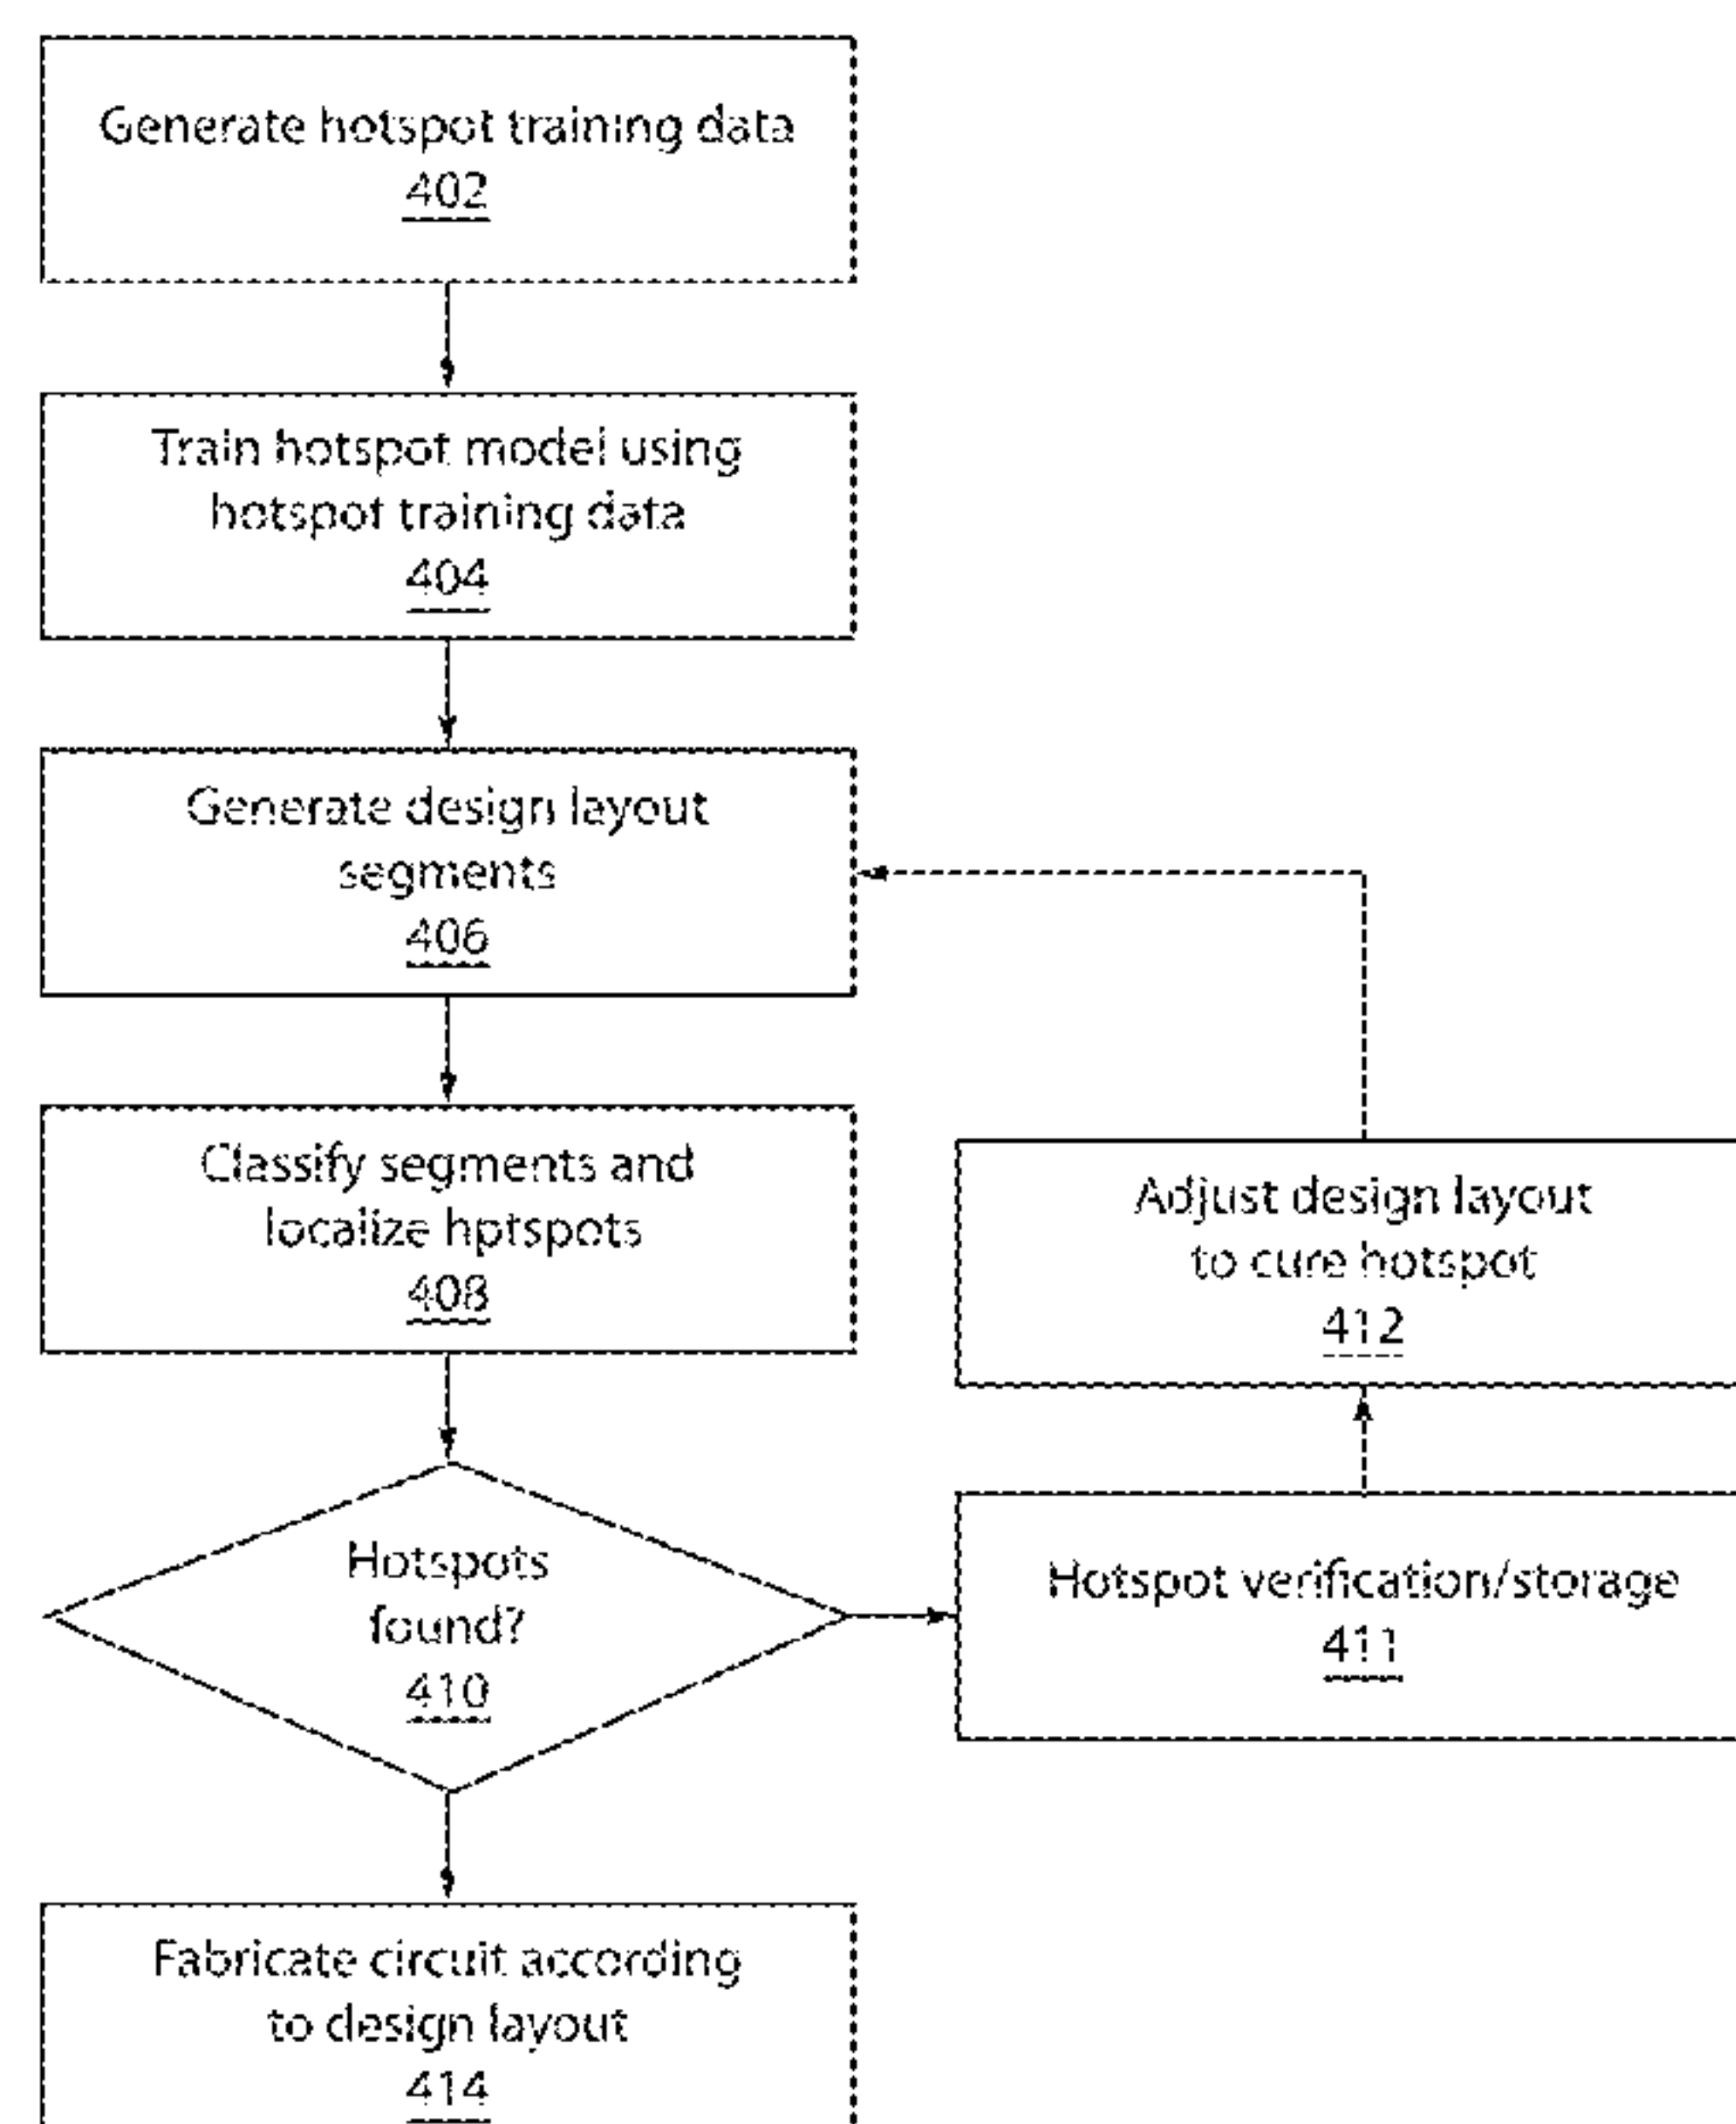 Generate hotspot training data
402
Train hotspot model using
hotspot training data
404
Generate design layout
segments
406
Classify segments and
localize hotspots
408
Adjust design layout
to cure hotspot
412
Hotspots
found?
410
Hotspot verification/storage
411
Fabricate circuit according
to design layout
414